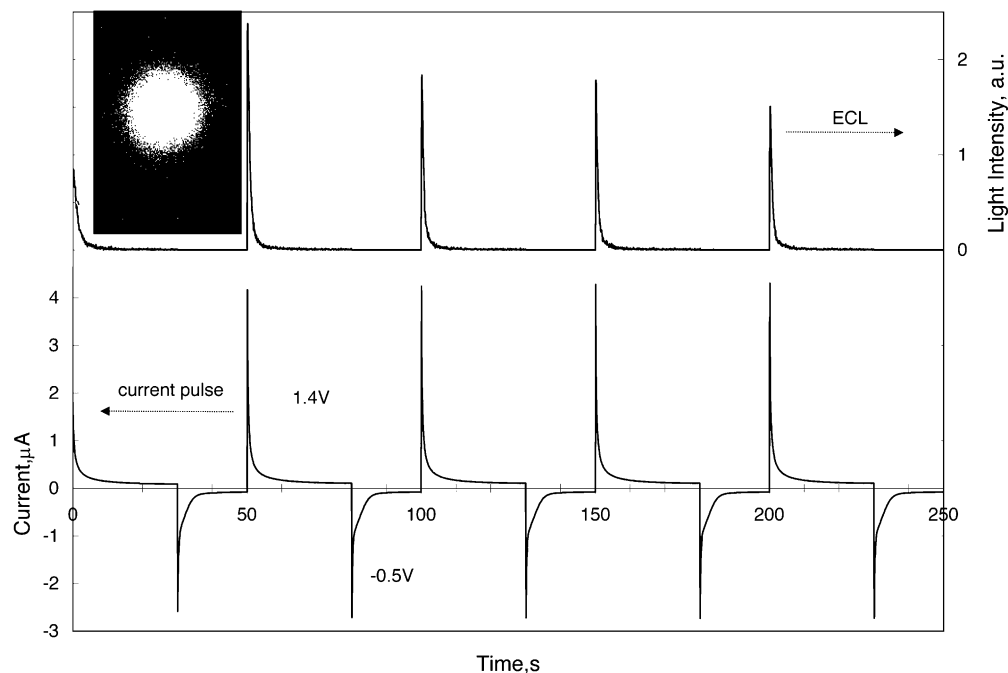 2
1
0
Light Intensity, a.u.
ECL
4
3
2
1
0
-1
-2
-3
Current,μA
current pulse
1.4V
-0.5V
0
50
100
150
200
250
Time,s